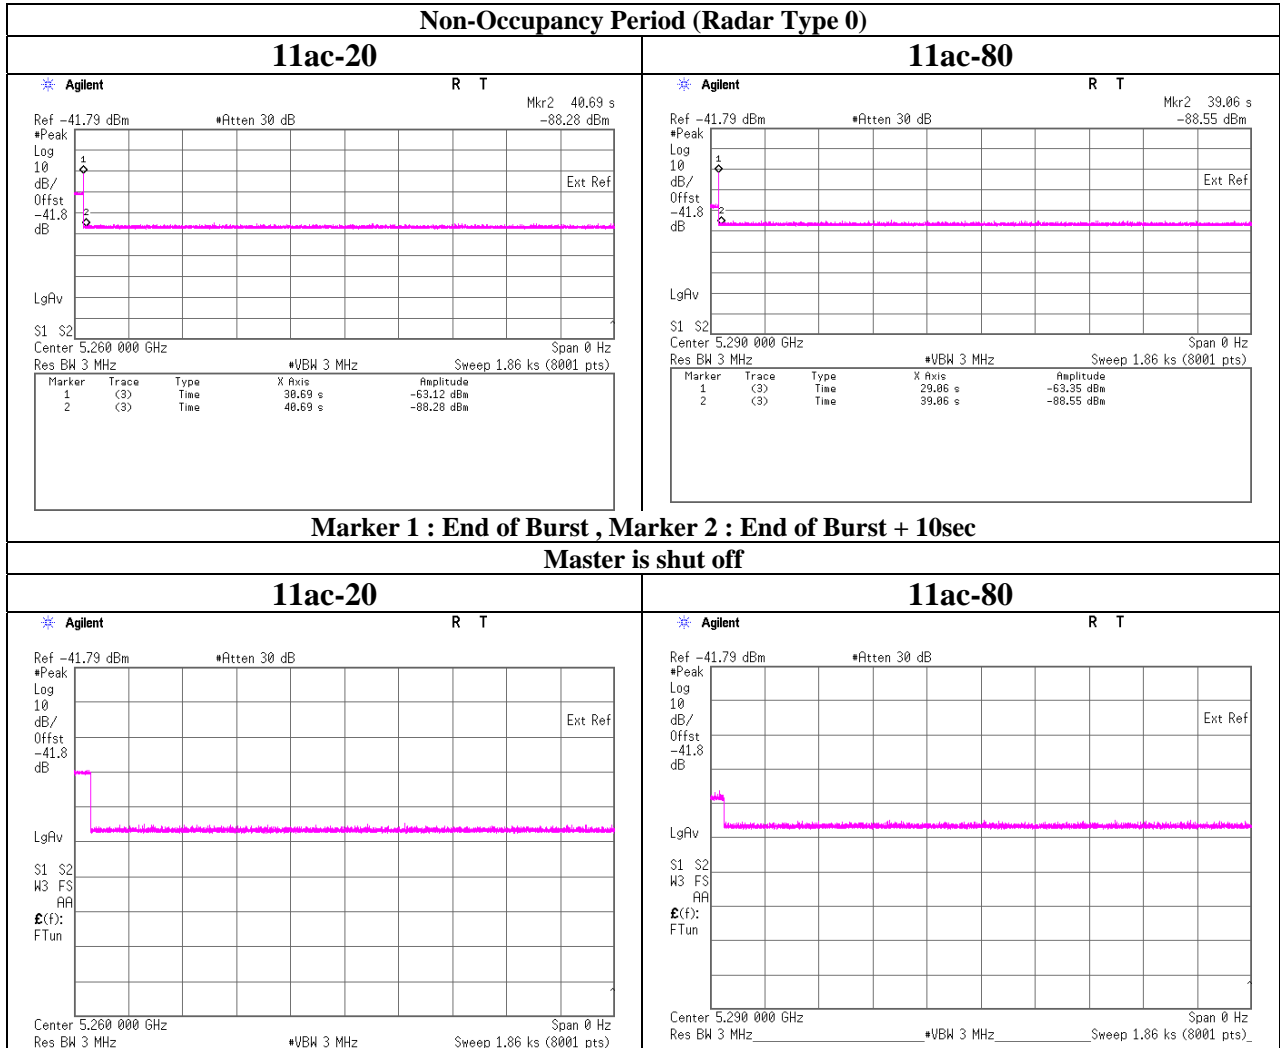 Non-Occupancy Period (Radar Type 0)
11ac-20
11ac-80
Agilent
R T
Mkr2 40.69 s
Ref -41.79 dBm
#Atten 30 dB
-88.28 dBm
#Peak
Log
10
dB/
Offst
-41.8
dB
1
2
Ext Ref
LgAv
S1 S2
Center 5.260 000 GHz
Span 0 Hz
Res BW 3 MHz
#VBW 3 MHz
Sweep 1.86 ks (8001 pts)
Marker Trace Type X Axis Amplitude
1 (3) Time 30.69 s -63.12 dBm
2 (3) Time 40.69 s -88.28 dBm
Agilent
R T
Mkr2 39.06 s
Ref -41.79 dBm
#Atten 30 dB
-88.55 dBm
#Peak
Log
10
dB/
Offst
-41.8
dB
1
2
Ext Ref
LgAv
S1 S2
Center 5.290 000 GHz
Span 0 Hz
Res BW 3 MHz
#VBW 3 MHz
Sweep 1.86 ks (8001 pts)
Marker Trace Type X Axis Amplitude
1 (3) Time 29.06 s -63.35 dBm
2 (3) Time 39.06 s -88.55 dBm
Marker 1 : End of Burst , Marker 2 : End of Burst + 10sec
Master is shut off
11ac-20
11ac-80
Agilent
R T
Ref -41.79 dBm
#Atten 30 dB
#Peak
Log
10
dB/
Offst
-41.8
dB
Ext Ref
LgAv
S1 S2
W3 FS
AA
£(f):
FTun
Center 5.260 000 GHz
Span 0 Hz
Res BW 3 MHz
#VBW 3 MHz
Sweep 1.86 ks (8001 pts)
Agilent
R T
Ref -41.79 dBm
#Atten 30 dB
#Peak
Log
10
dB/
Offst
-41.8
dB
Ext Ref
LgAv
S1 S2
W3 FS
AA
£(f):
FTun
Center 5.290 000 GHz
Span 0 Hz
Res BW 3 MHz
#VBW 3 MHz
Sweep 1.86 ks (8001 pts)